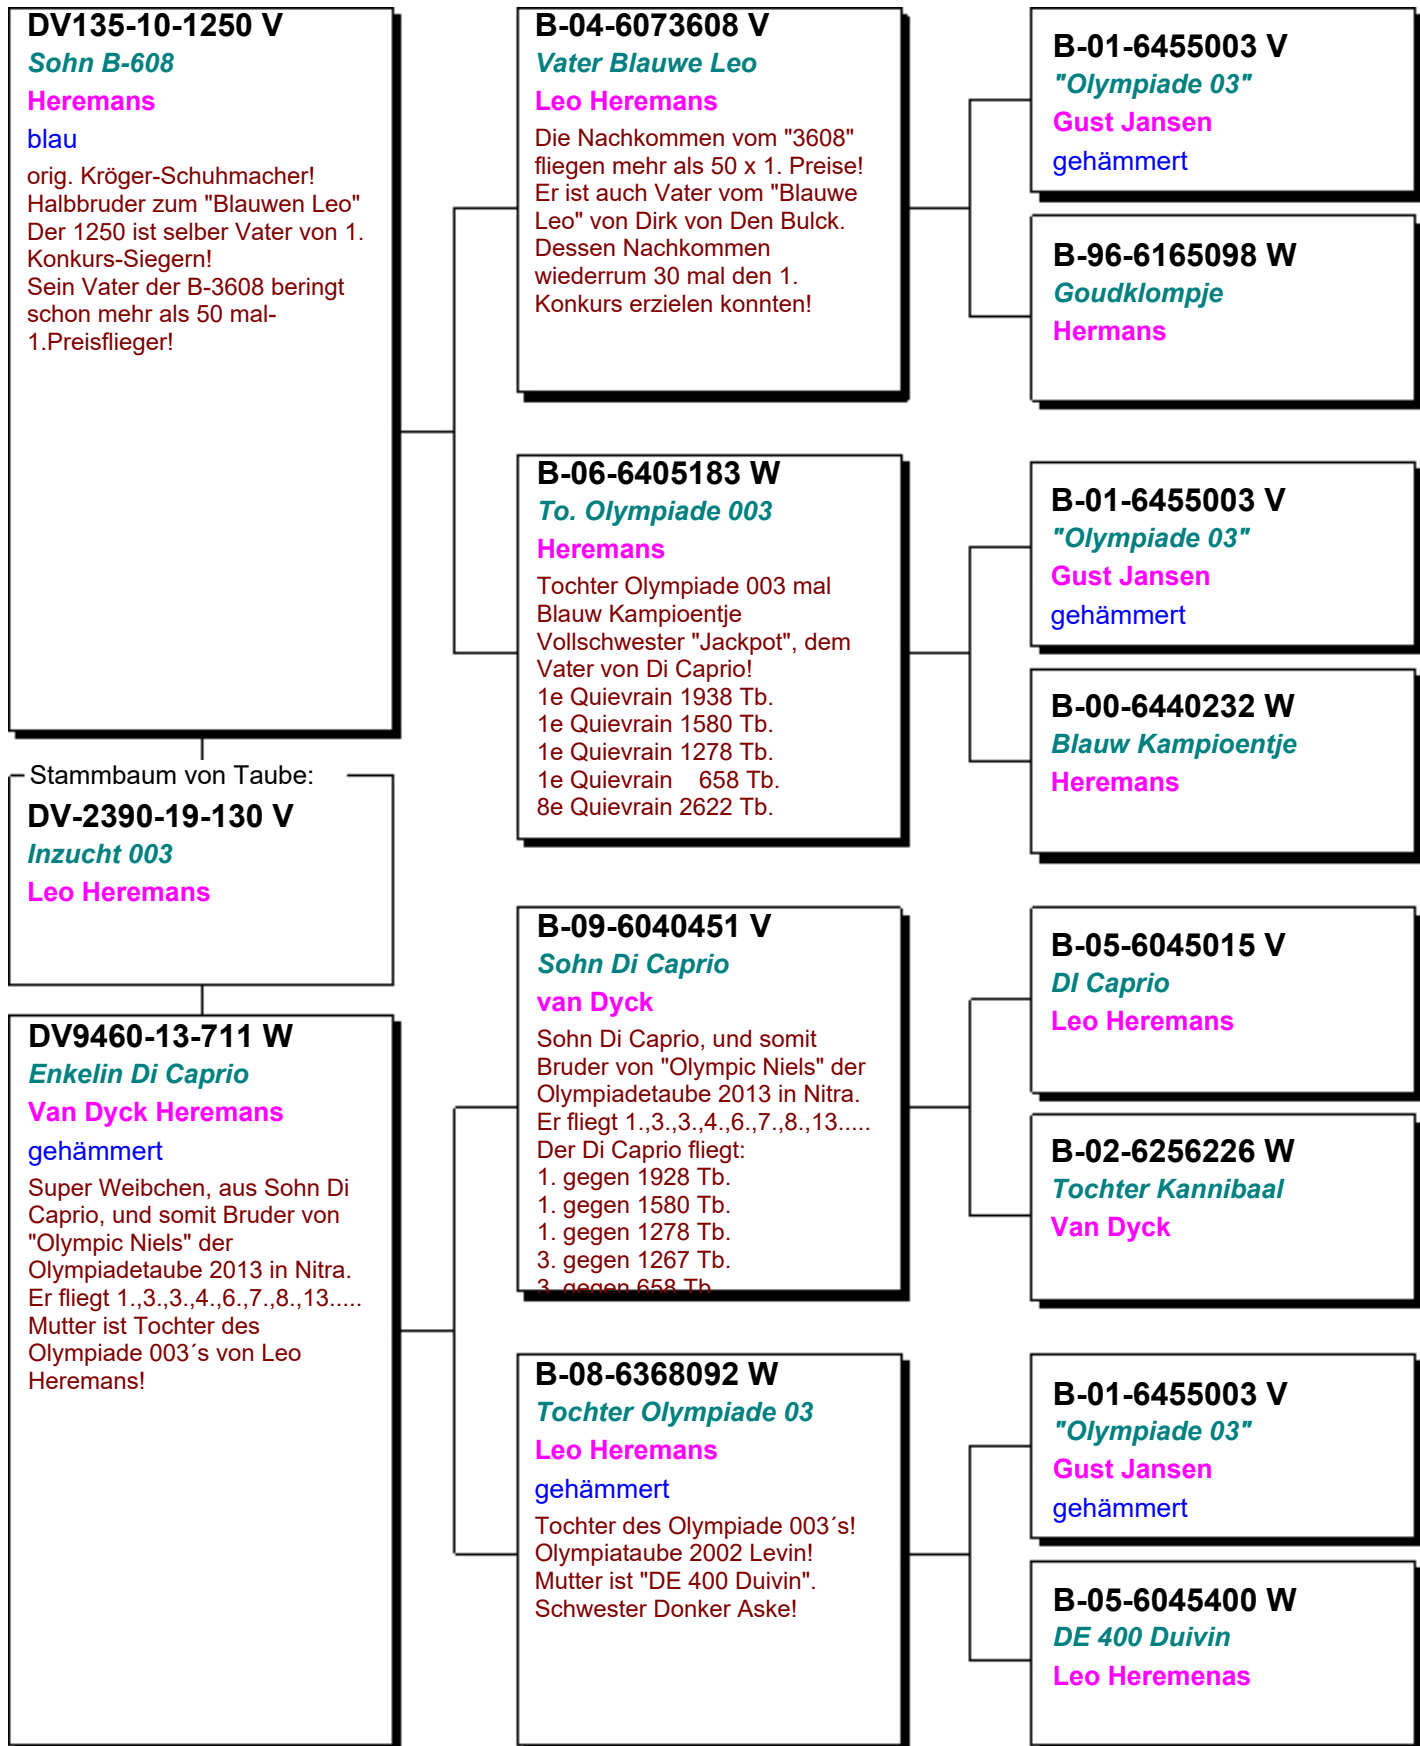 DV135-10-1250 V
Sohn B-608
Heremans
blau
orig. Kröger-Schuhmacher!
Halbbruder zum "Blauwen Leo"
Der 1250 ist selber Vater von 1.
Konkurs-Siegern!
Sein Vater der B-3608 beringt
schon mehr als 50 mal-
1.Preisflieger!
Stammbaum von Taube:
DV-2390-19-130 V
Inzucht 003
Leo Heremans
DV9460-13-711 W
Enkelin Di Caprio
Van Dyck Heremans
gehämmert
Super Weibchen, aus Sohn Di
Caprio, und somit Bruder von
"Olympic Niels" der
Olympiadetaube 2013 in Nitra.
Er fliegt 1.,3.,3.,4.,6.,7.,8.,13.....
Mutter ist Tochter des
Olympiade 003´s von Leo
Heremans!
B-04-6073608 V
Vater Blauwe Leo
Leo Heremans
Die Nachkommen vom "3608"
fliegen mehr als 50 x 1. Preise!
Er ist auch Vater vom "Blauwe
Leo" von Dirk von Den Bulck.
Dessen Nachkommen
wiederrum 30 mal den 1.
Konkurs erzielen konnten!
B-06-6405183 W
To. Olympiade 003
Heremans
Tochter Olympiade 003 mal
Blauw Kampioentje
Vollschwester "Jackpot", dem
Vater von Di Caprio!
1e Quievrain 1938 Tb.
1e Quievrain 1580 Tb.
1e Quievrain 1278 Tb.
1e Quievrain    658 Tb.
8e Quievrain 2622 Tb.
B-09-6040451 V
Sohn Di Caprio
van Dyck
Sohn Di Caprio, und somit
Bruder von "Olympic Niels" der
Olympiadetaube 2013 in Nitra.
Er fliegt 1.,3.,3.,4.,6.,7.,8.,13.....
Der Di Caprio fliegt:
1. gegen 1928 Tb.
1. gegen 1580 Tb.
1. gegen 1278 Tb.
3. gegen 1267 Tb.
3. gegen 658 Tb
B-08-6368092 W
Tochter Olympiade 03
Leo Heremans
gehämmert
Tochter des Olympiade 003´s!
Olympiataube 2002 Levin!
Mutter ist "DE 400 Duivin".
Schwester Donker Aske!
B-01-6455003 V
"Olympiade 03"
Gust Jansen
gehämmert
B-96-6165098 W
Goudklompje
Hermans
B-01-6455003 V
"Olympiade 03"
Gust Jansen
gehämmert
B-00-6440232 W
Blauw Kampioentje
Heremans
B-05-6045015 V
DI Caprio
Leo Heremans
B-02-6256226 W
Tochter Kannibaal
Van Dyck
B-01-6455003 V
"Olympiade 03"
Gust Jansen
gehämmert
B-05-6045400 W
DE 400 Duivin
Leo Heremenas